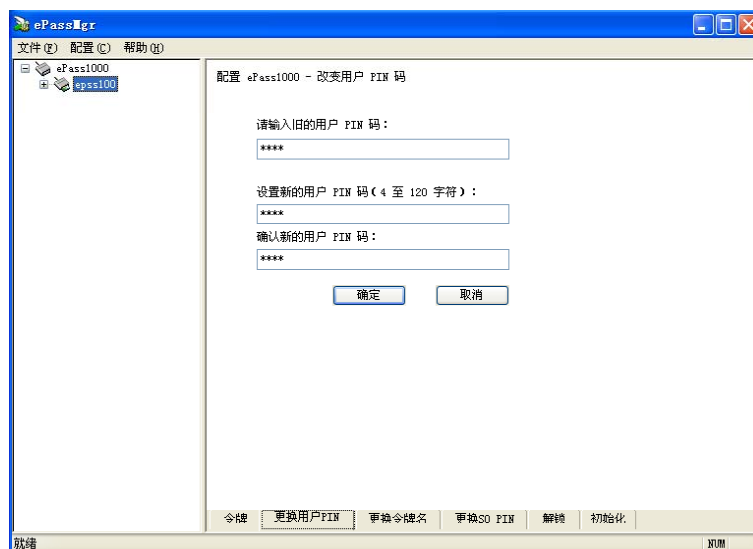 ePassMgr
文件(F) 配置(C) 帮助(H)
ePass1000
epss100
配置 ePass1000 - 改变用户 PIN 码
请输入旧的用户 PIN 码：
****
设置新的用户 PIN 码(4 至 120 字符)：
****
确认新的用户 PIN 码：
****
确定 取消
令牌 更换用户PIN 更换令牌名 更换SO PIN 解锁 初始化
就绪 NUM